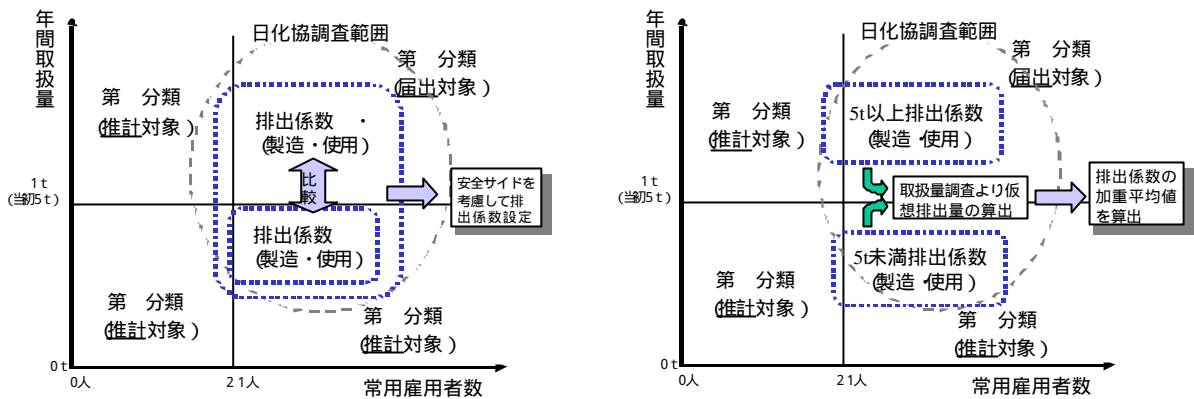 年間取扱量
日化協調査範囲
第　分類
(届出対象）
第　分類
(推計対象）
排出係数　・
(製造・使用）
比較
1t
(当初5t)
安全サイドを
考慮して排
出係数設定
排出係数
(製造・使用）
第　分類
(推計対象）
第　分類
(推計対象）
0t
0人
21人
常用雇用者数
年間取扱量
日化協調査範囲
第　分類
(届出対象）
第　分類
(推計対象）
5t以上排出係数
(製造・使用）
1t
(当初5t)
取扱量調査より仮
想排出量の算出
排出係数の
加重平均値
を算出
5t未満排出係数
(製造・使用）
第　分類
(推計対象）
第　分類
(推計対象）
0t
0人
21人
常用雇用者数